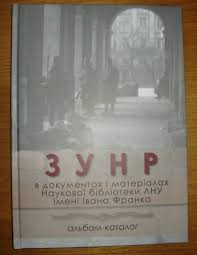 ЗУНР
в документах і матеріалах
Наукової бібліотеки ЛНУ
імені Івана Франка
альбом-каталог